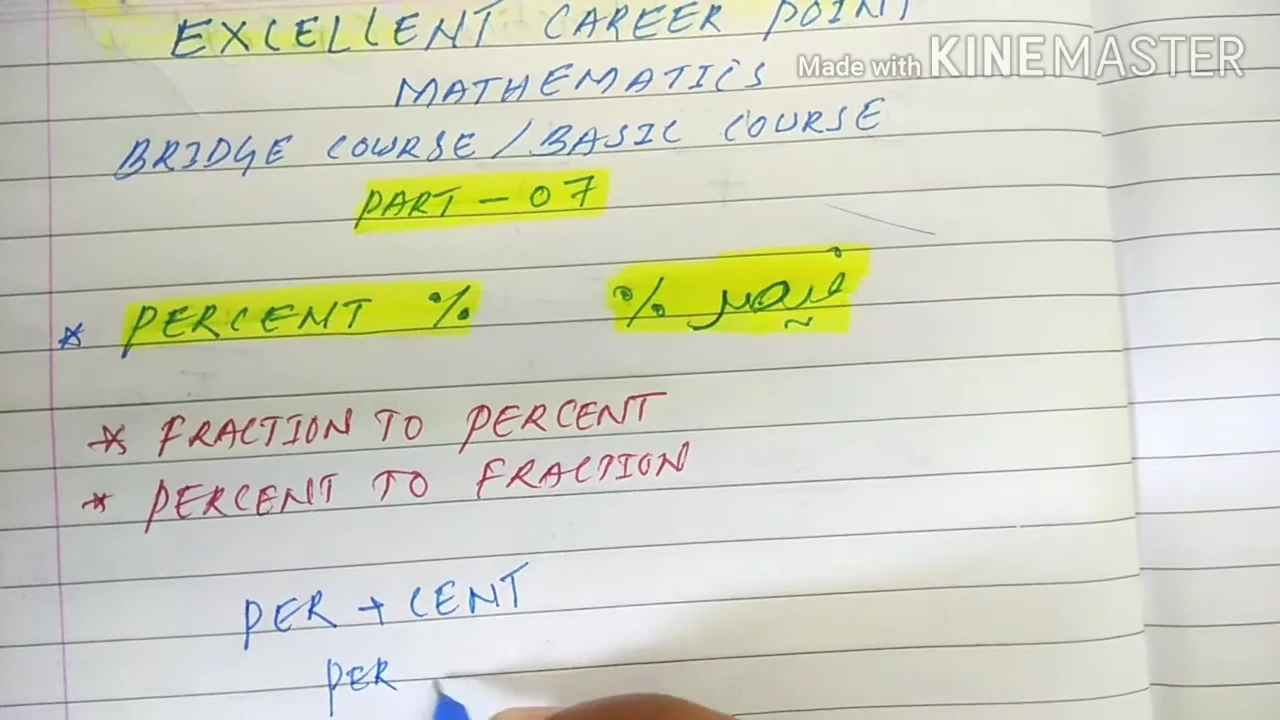 EXCELLENT CAREER POINT
Made with KINEMASTER
MATHEMATICS
BRIDGE COURSE / BASIC COURSE
PART - 07
* PERCENT % % فیصد
* FRACTION TO PERCENT
* PERCENT TO FRACTION
PER + CENT
PER